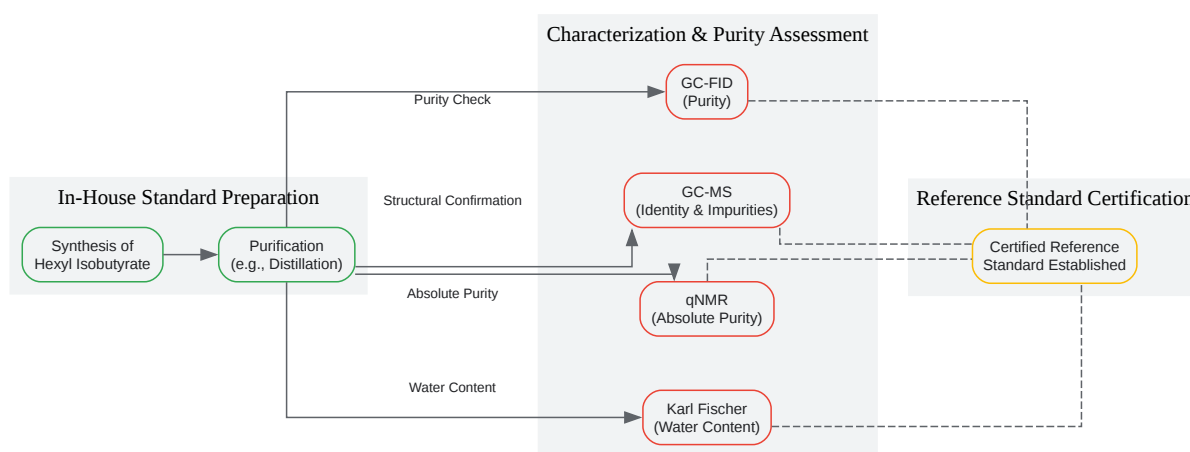 Characterization & Purity Assessment
GC-FID
(Purity)
Purity Check
GC-MS
(Identity & Impurities)
In-House Standard Preparation
Structural Confirmation
Reference Standard Certification
Synthesis of
Hexyl Isobutyrate
Purification
(e.g., Distillation)
Certified Reference
Standard Established
Absolute Purity
qNMR
(Absolute Purity)
Water Content
Karl Fischer
(Water Content)